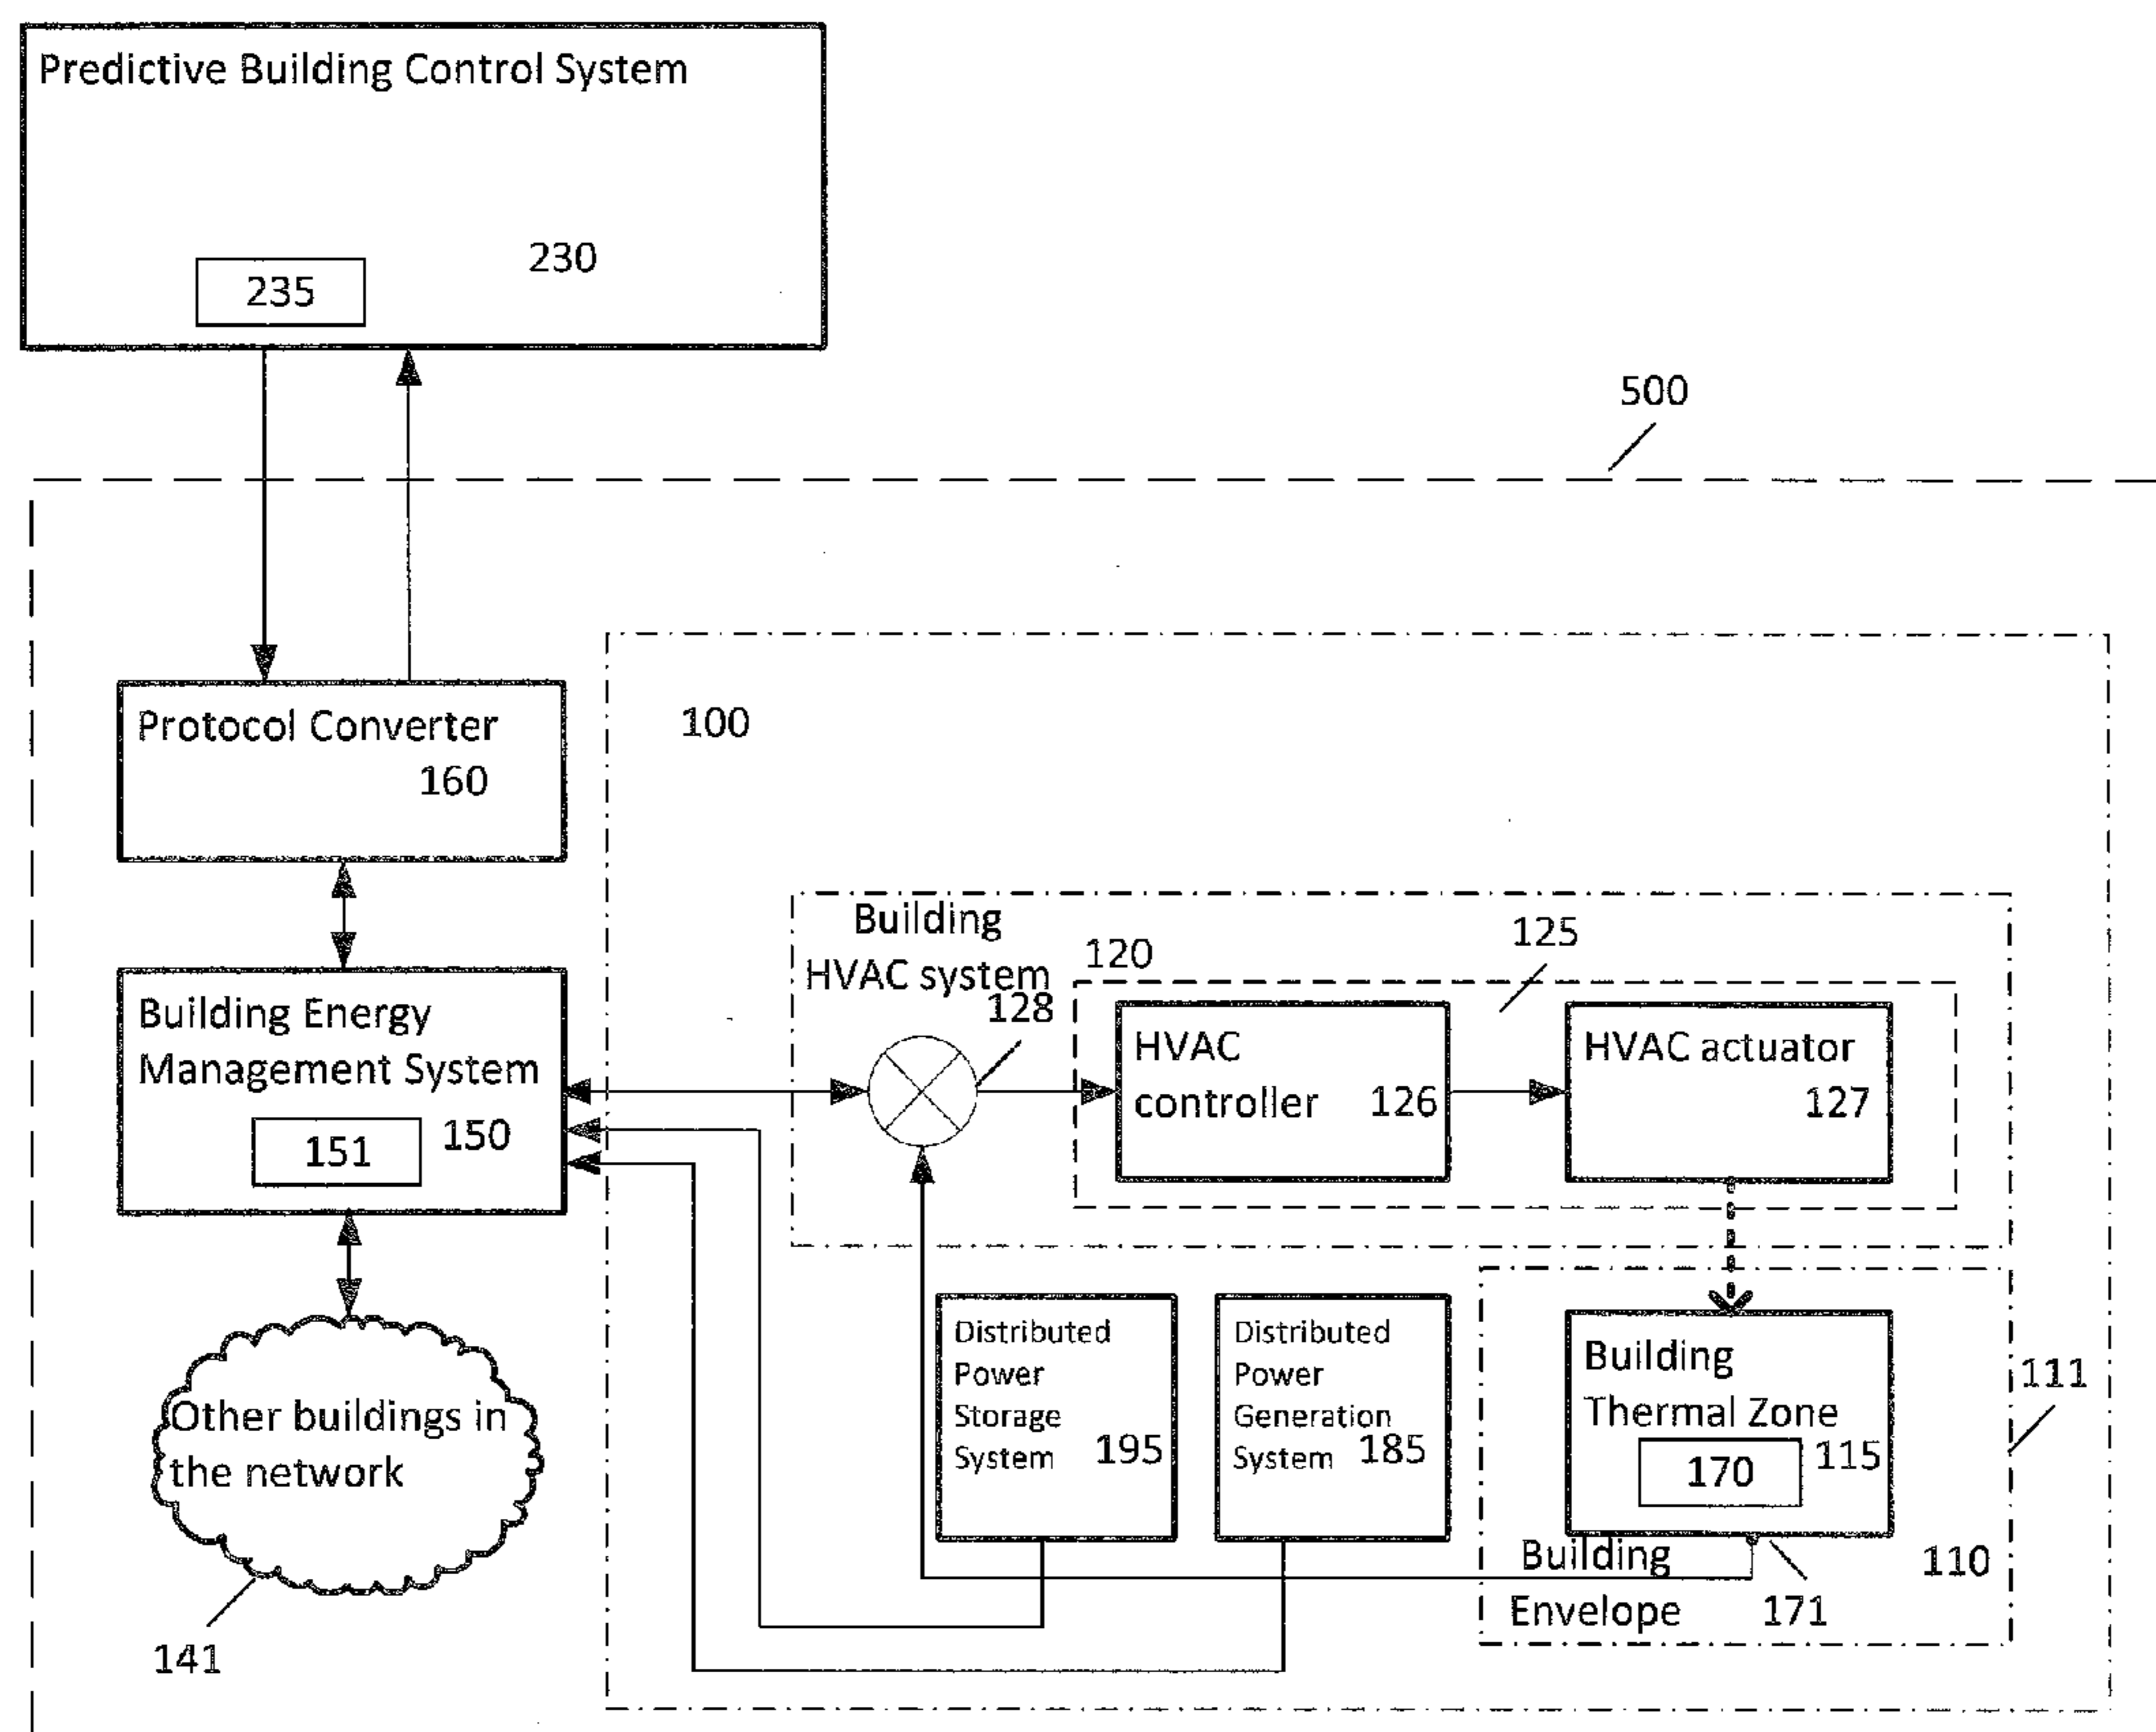 Predictive Building Control System
230
235
500
Protocol Converter
160
100
Building
HVAC system
120
125
128
Building Energy
Management System
150
151
HVAC
controller 126
HVAC actuator
127
Distributed
Power
Storage
System 195
Distributed
Power
Generation
System 185
Building
Thermal Zone
115
170
111
Other buildings in
the network
141
Building
Envelope
110
171